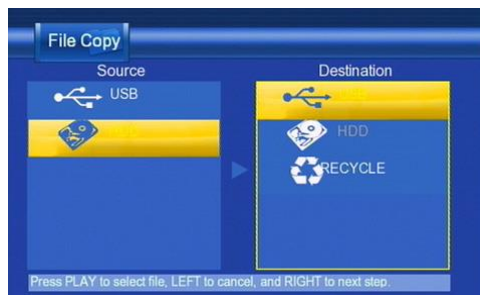 File Copy
Source
Destination
USB
HDD
RECYCLE
Press PLAY to select file, LEFT to cancel, and RIGHT to next step.